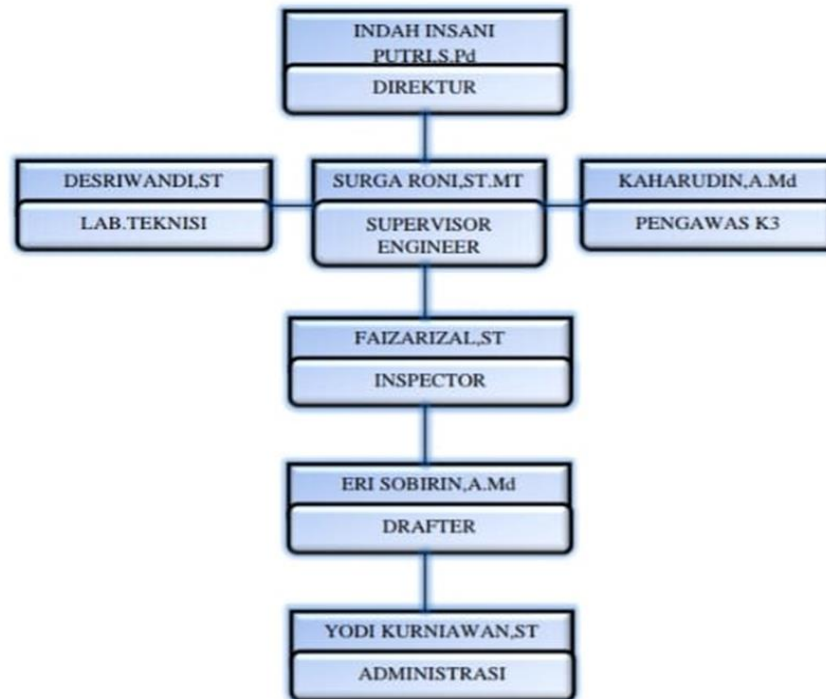 INDAH INSANI
PUTRI,S.Pd
DIREKTUR
DESRIWANDI,ST
LAB.TEKNISI
SURGA RONI,ST.MT
SUPERVISOR
ENGINEER
KAHARUDIN,A.Md
PENGAWAS K3
FAIZARIZAL,ST
INSPECTOR
ERI SOBIRIN,A.Md
DRAFTER
YODI KURNIAWAN,ST
ADMINISTRASI